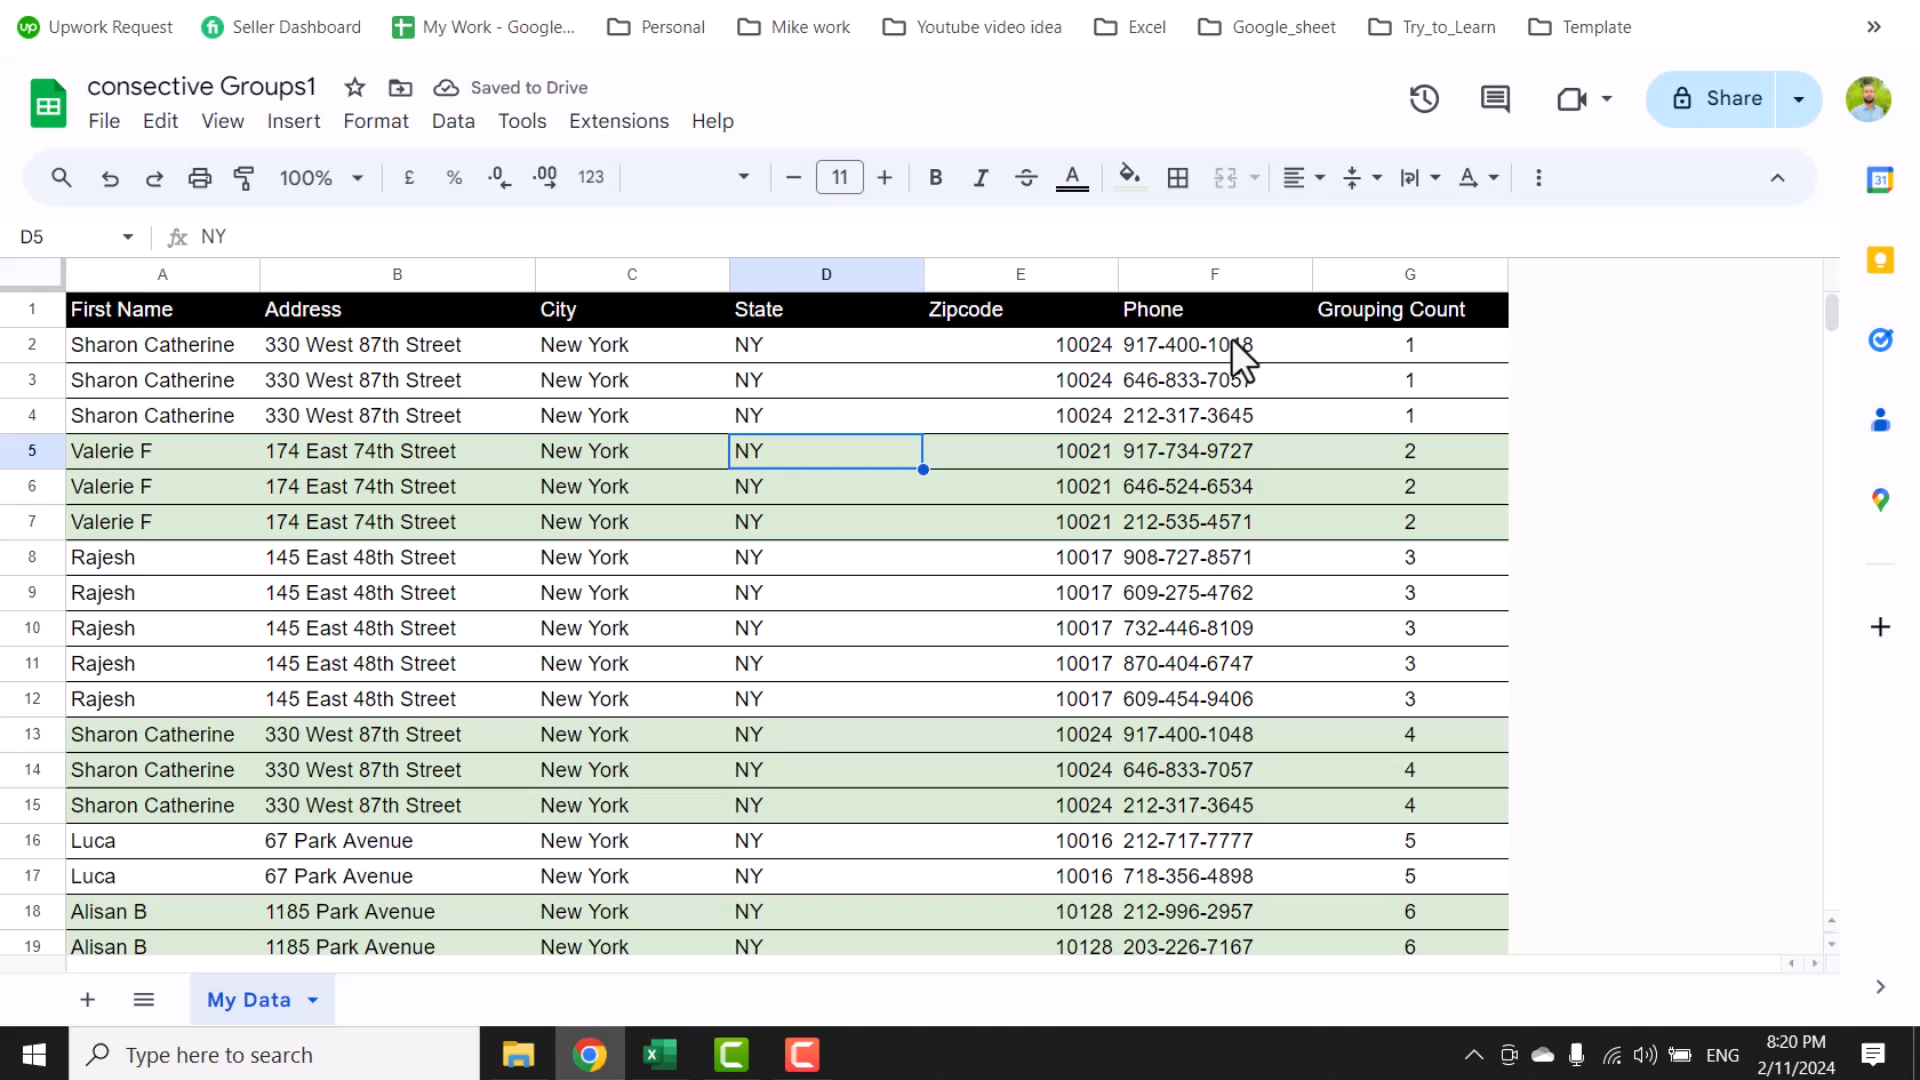 Upwork Request Seller Dashboard My Work - Google... Personal Mike work Youtube video idea Excel Google_sheet Try_to_Learn Template
consective Groups1 Saved to Drive
Share
File Edit View Insert Format Data Tools Extensions Help
100% £ % .0 .00 123 11 B I A
31
D5 fx NY
A B C D E F G
1 First Name Address City State Zipcode Phone Grouping Count
2 Sharon Catherine 330 West 87th Street New York NY 10024 1
3 Sharon Catherine 330 West 87th Street New York NY 10024 646-833-7057 1
4 Sharon Catherine 330 West 87th Street New York NY 10024 212-317-3645 1
5 Valerie F 174 East 74th Street New York NY 10021 917-734-9727 2
6 Valerie F 174 East 74th Street New York NY 10021 646-524-6534 2
7 Valerie F 174 East 74th Street New York NY 10021 212-535-4571 2
8 Rajesh 145 East 48th Street New York NY 10017 908-727-8571 3
9 Rajesh 145 East 48th Street New York NY 10017 609-275-4762 3
10 Rajesh 145 East 48th Street New York NY 10017 732-446-8109 3
11 Rajesh 145 East 48th Street New York NY 10017 870-404-6747 3
12 Rajesh 145 East 48th Street New York NY 10017 609-454-9406 3
13 Sharon Catherine 330 West 87th Street New York NY 10024 917-400-1048 4
14 Sharon Catherine 330 West 87th Street New York NY 10024 646-833-7057 4
15 Sharon Catherine 330 West 87th Street New York NY 10024 212-317-3645 4
16 Luca 67 Park Avenue New York NY 10016 212-717-7777 5
17 Luca 67 Park Avenue New York NY 10016 718-356-4898 5
18 Alisan B 1185 Park Avenue New York NY 10128 212-996-2957 6
19 Alisan B 1185 Park Avenue New York NY 10128 203-226-7167 6
My Data
Type here to search
ENG
8:20 PM
2/11/2024